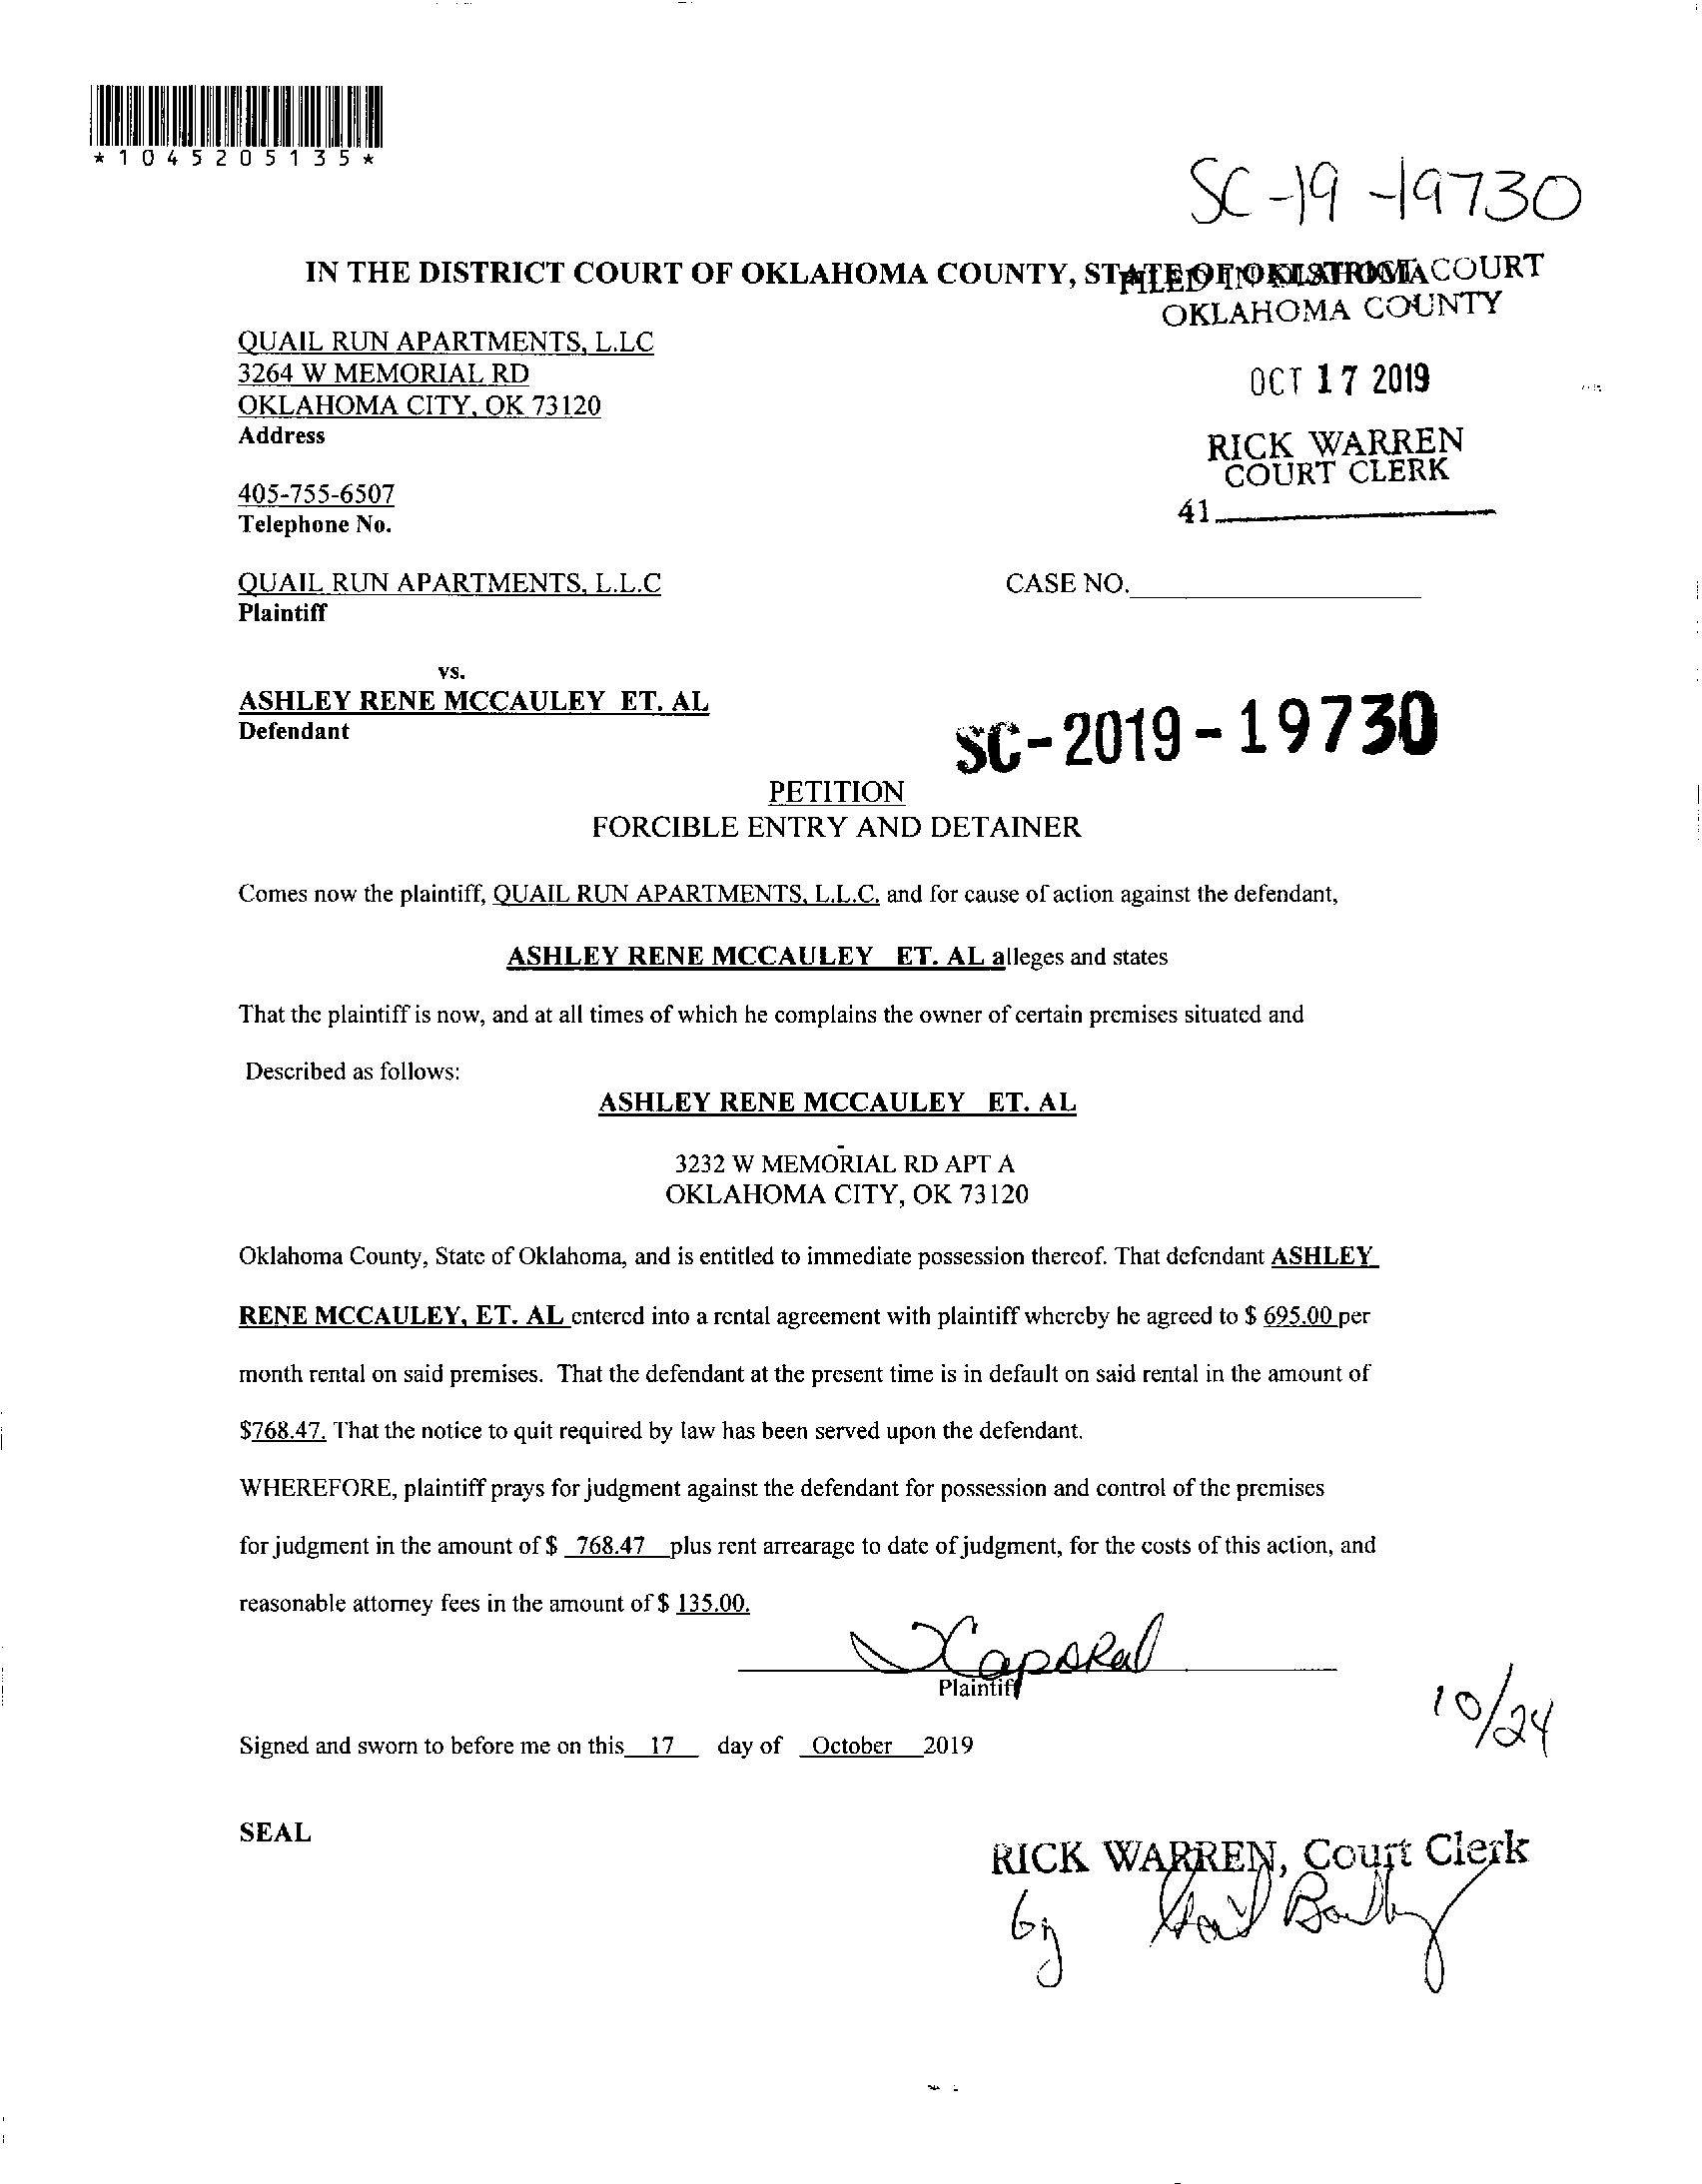 *1045205135*
SC-19-19730
IN THE DISTRICT COURT OF OKLAHOMA COUNTY, STATE OF OKLAHOMA
FILED IN DISTRICT COURT
OKLAHOMA COUNTY
QUAIL RUN APARTMENTS, L.LC
3264 W MEMORIAL RD
OKLAHOMA CITY, OK 73120
Address
OCT 17 2019
RICK WARREN
COURT CLERK
41
405-755-6507
Telephone No.
QUAIL RUN APARTMENTS, L.L.C
CASE NO.
Plaintiff
vs.
ASHLEY RENE MCCAULEY ET. AL
Defendant
SC-2019-19730
PETITION
FORCIBLE ENTRY AND DETAINER
Comes now the plaintiff, QUAIL RUN APARTMENTS, L.L.C. and for cause of action against the defendant,
ASHLEY RENE MCCAULEY ET. AL alleges and states
That the plaintiff is now, and at all times of which he complains the owner of certain premises situated and
Described as follows:
ASHLEY RENE MCCAULEY ET. AL
3232 W MEMORIAL RD APT A
OKLAHOMA CITY, OK 73120
Oklahoma County, State of Oklahoma, and is entitled to immediate possession thereof. That defendant ASHLEY
RENE MCCAULEY, ET. AL entered into a rental agreement with plaintiff whereby he agreed to $ 695.00 per
month rental on said premises. That the defendant at the present time is in default on said rental in the amount of
$768.47. That the notice to quit required by law has been served upon the defendant.
WHEREFORE, plaintiff prays for judgment against the defendant for possession and control of the premises
for judgment in the amount of $ 768.47 plus rent arrearage to date of judgment, for the costs of this action, and
reasonable attorney fees in the amount of $ 135.00.
Plaintiff
10/24
Signed and sworn to before me on this 17 day of October 2019
SEAL
RICK WARREN, Court Clerk
by